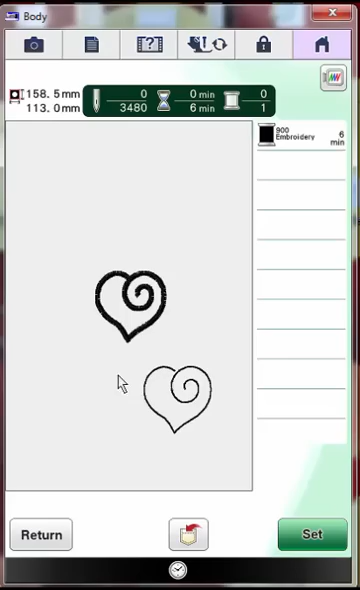 Body
158.5mm
113.0mm
0
3480
0 min
6 min
0
1
900
Embroidery
6
min
Return
Set